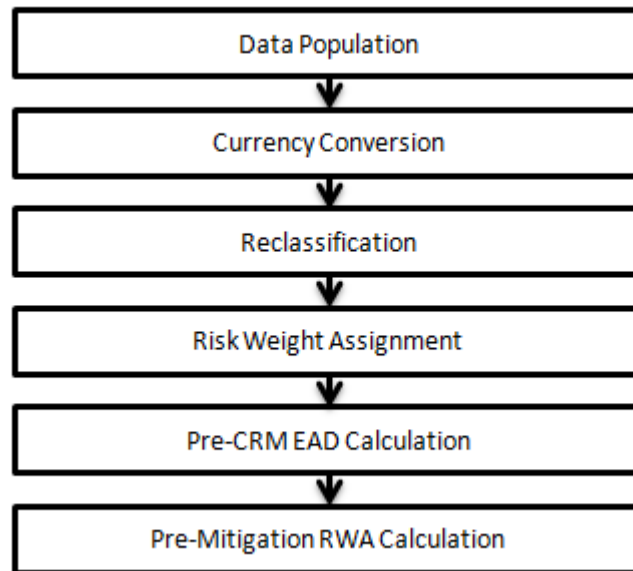 Data Population
Currency Conversion
Reclassification
Risk Weight Assignment
Pre-CRM EAD Calculation
Pre-Mitigation RWA Calculation